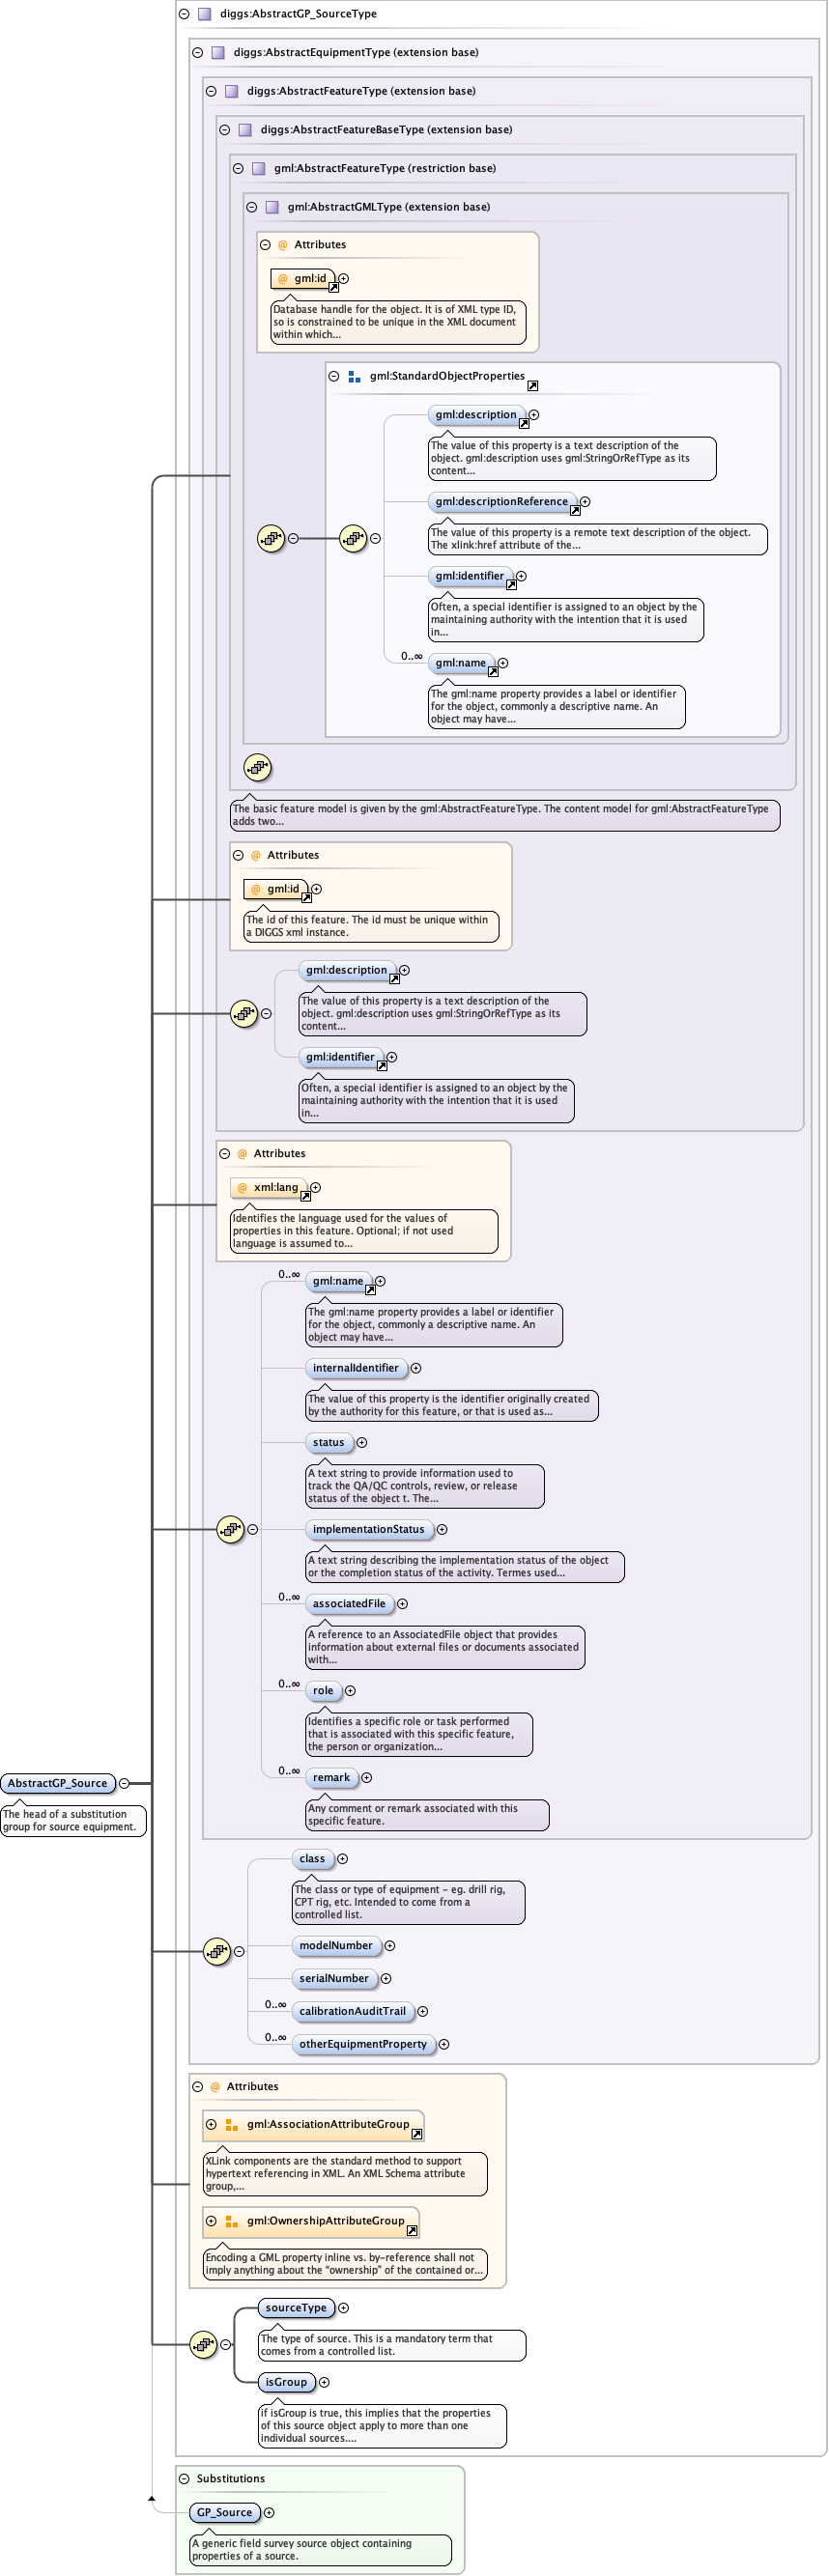 diggs:AbstractGP_SourceType
diggs:AbstractEquipmentType (extension base)
diggs:AbstractFeatureType (extension base)
diggs:AbstractFeatureBaseType (extension base)
gml:AbstractFeatureType (restriction base)
gml:AbstractGMLType (extension base)
@ Attributes
@ gml:id
Database handle for the object. It is of XML type ID,
so is constrained to be unique in the XML document
within which...
gml:StandardObjectProperties
gml:description
The value of this property is a text description of the
object. gml:description uses gml:StringOrRefType as its
content...
gml:descriptionReference
The value of this property is a remote text description of the object.
The xlink:href attribute of the...
gml:identifier
Often, a special identifier is assigned to an object by the
maintaining authority with the intention that it is used
in...
0..∞
gml:name
The gml:name property provides a label or identifier
for the object, commonly a descriptive name. An
object may have...
The basic feature model is given by the gml:AbstractFeatureType. The content model for gml:AbstractFeatureType
adds two...
@ Attributes
@ gml:id
The id of this feature. The id must be unique within
a DIGGS xml instance.
gml:description
The value of this property is a text description of the
object. gml:description uses gml:StringOrRefType as its
content...
gml:identifier
Often, a special identifier is assigned to an object by the
maintaining authority with the intention that it is used
in...
@ Attributes
@ xml:lang
Identifies the language used for the values of
properties in this feature. Optional; if not used
language is assumed to...
0..∞
gml:name
The gml:name property provides a label or identifier
for the object, commonly a descriptive name. An
object may have...
internalIdentifier
The value of this property is the identifier originally created
by the authority for this feature, or that is used as...
status
A text string to provide information used to
track the QA/QC controls, review, or release
status of the object t. The...
implementationStatus
A text string describing the implementation status of the object
or the completion status of the activity. Termes used...
0..∞
associatedFile
A reference to an AssociatedFile object that provides
information about external files or documents associated
with...
0..∞
role
Identifies a specific role or task performed
that is associated with this specific feature,
the person or organization...
0..∞
remark
Any comment or remark associated with this
specific feature.
AbstractGP_Source
The head of a substitution
group for source equipment.
class
The class or type of equipment - eg. drill rig,
CPT rig, etc. Intended to come from a
controlled list.
modelNumber
serialNumber
0..∞
calibrationAuditTrail
0..∞
otherEquipmentProperty
@ Attributes
gml:AssociationAttributeGroup
XLink components are the standard method to support
hypertext referencing in XML. An XML Schema attribute
group,...
gml:OwnershipAttributeGroup
Encoding a GML property inline vs. by-reference shall not
imply anything about the “ownership” of the contained or...
sourceType
The type of source. This is a mandatory term that
comes from a controlled list.
isGroup
if isGroup is true, this implies that the properties
of this source object apply to more than one
individual sources....
Substitutions
GP_Source
A generic field survey source object containing
properties of a source.